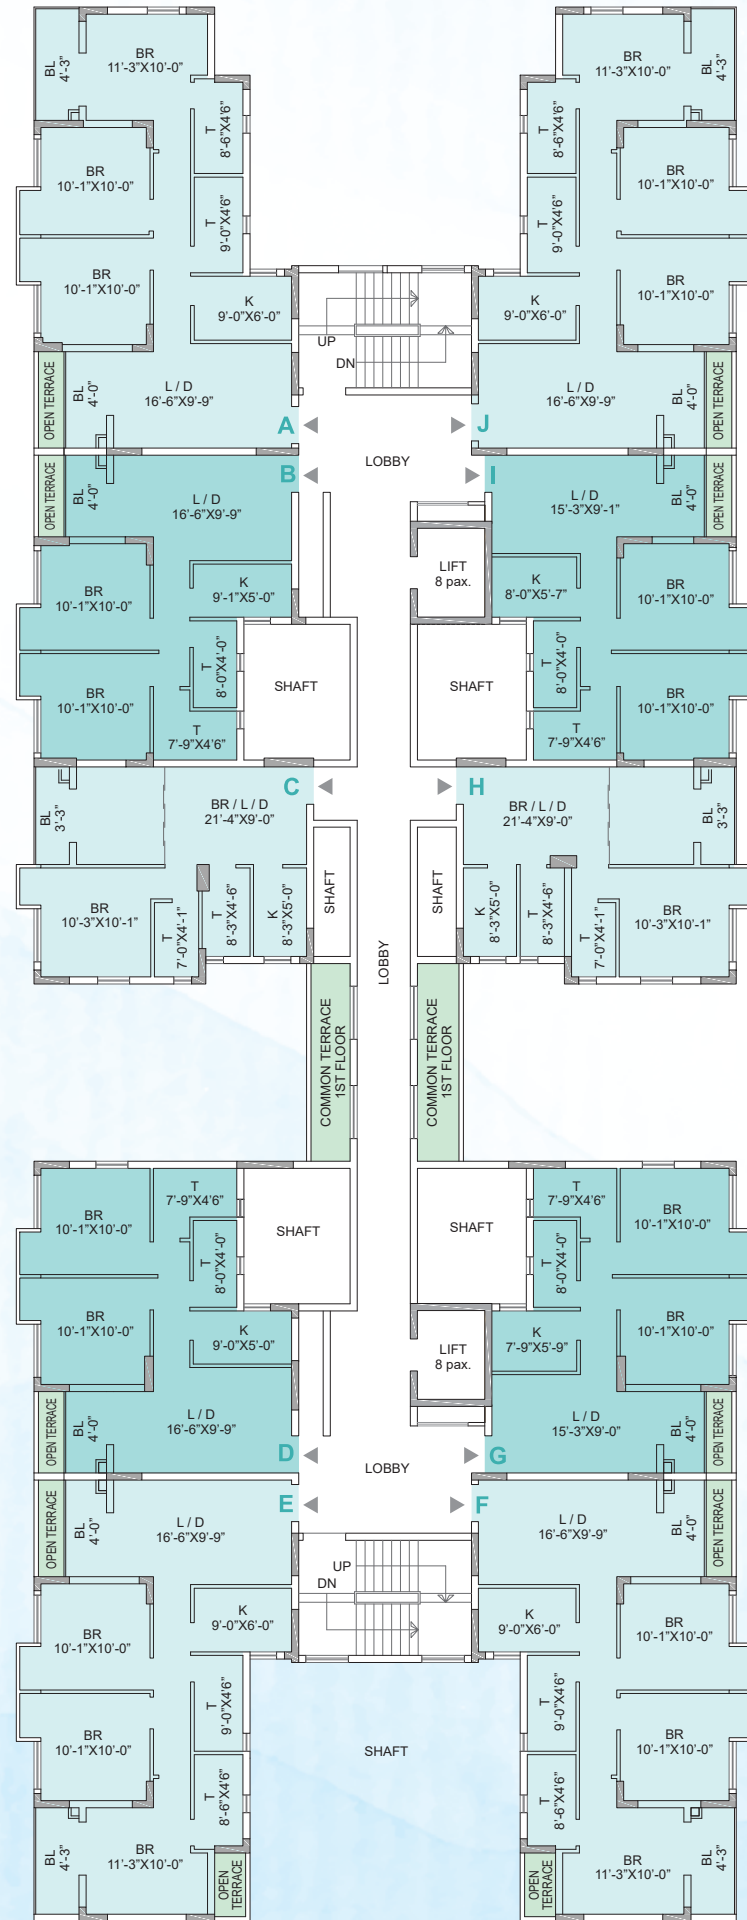 BR
11'-3"X10'-0"
BL
4'-3"
T
8'-6"X4'6"
BR
10'-1"X10'-0"
T
9'-0"X4'6"
BR
10'-1"X10'-0"
K
9'-0"X6'-0"
L / D
16'-6"X9'-9"
BL
4'-0"
OPEN TERRACE
A
BR
11'-3"X10'-0"
BL
4'-3"
T
8'-6"X4'6"
BR
10'-1"X10'-0"
T
9'-0"X4'6"
BR
10'-1"X10'-0"
K
9'-0"X6'-0"
L / D
16'-6"X9'-9"
BL
4'-0"
OPEN TERRACE
J
UP
DN
LOBBY
B
OPEN TERRACE
BL
4'-0"
L / D
16'-6"X9'-9"
K
9'-1"X5'-0"
BR
10'-1"X10'-0"
T
8'-0"X4'-0"
BR
10'-1"X10'-0"
T
7'-9"X4'6"
SHAFT
I
L / D
15'-3"X9'-1"
BL
4'-0"
OPEN TERRACE
LIFT
8 pax.
K
8'-0"X5'-7"
BR
10'-1"X10'-0"
T
8'-0"X4'-0"
BR
10'-1"X10'-0"
T
7'-9"X4'6"
SHAFT
C
BL
3'-3"
BR / L / D
21'-4"X9'-0"
BR
10'-3"X10'-1"
T
7'-0"X4'-1"
T
8'-3"X4'-6"
K
8'-3"X5'-0"
SHAFT
H
BR / L / D
21'-4"X9'-0"
BL
3'-3"
SHAFT
K
8'-3"X5'-0"
T
8'-3"X4'-6"
T
7'-0"X4'-1"
BR
10'-3"X10'-1"
LOBBY
COMMON TERRACE
1ST FLOOR
COMMON TERRACE
1ST FLOOR
BR
10'-1"X10'-0"
T
7'-9"X4'6"
T
8'-0"X4'-0"
SHAFT
BR
10'-1"X10'-0"
K
9'-0"X5'-0"
L / D
16'-6"X9'-9"
BL
4'-0"
OPEN TERRACE
D
SHAFT
T
7'-9"X4'6"
BR
10'-1"X10'-0"
T
8'-0"X4'-0"
BR
10'-1"X10'-0"
LIFT
8 pax.
K
7'-9"X5'-9"
L / D
15'-3"X9'-0"
BL
4'-0"
OPEN TERRACE
G
LOBBY
E
OPEN TERRACE
BL
4'-0"
L / D
16'-6"X9'-9"
K
9'-0"X6'-0"
BR
10'-1"X10'-0"
T
9'-0"X4'6"
BR
10'-1"X10'-0"
T
8'-6"X4'6"
BR
11'-3"X10'-0"
BL
4'-3"
OPEN
TERRACE
UP
DN
SHAFT
F
L / D
16'-6"X9'-9"
BL
4'-0"
OPEN TERRACE
K
9'-0"X6'-0"
BR
10'-1"X10'-0"
T
9'-0"X4'6"
BR
10'-1"X10'-0"
T
8'-6"X4'6"
BR
11'-3"X10'-0"
BL
4'-3"
OPEN
TERRACE